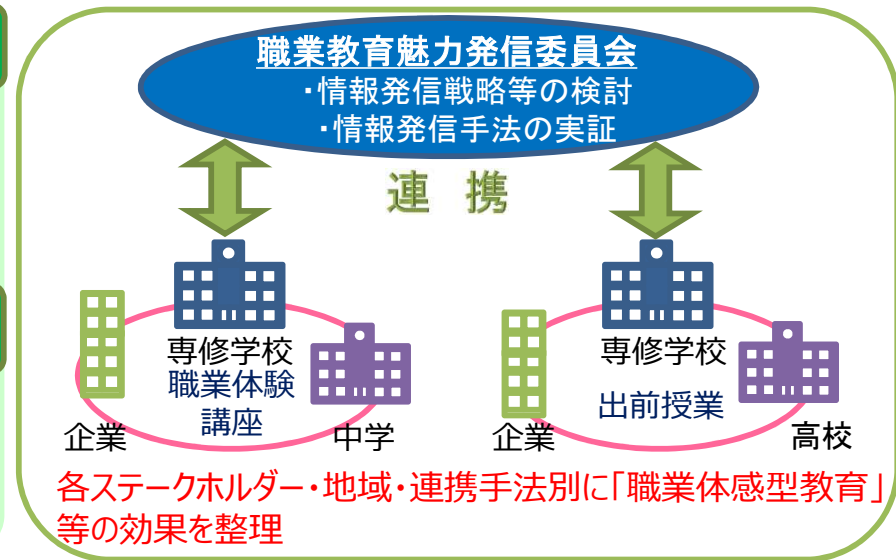 職業教育魅力発信委員会
・情報発信戦略等の検討
・情報発信手法の実証
連 携
専修学校
職業体験
講座
企業
中学
専修学校
出前授業
企業
高校
各ステークホルダー・地域・連携手法別に「職業体感型教育」
等の効果を整理